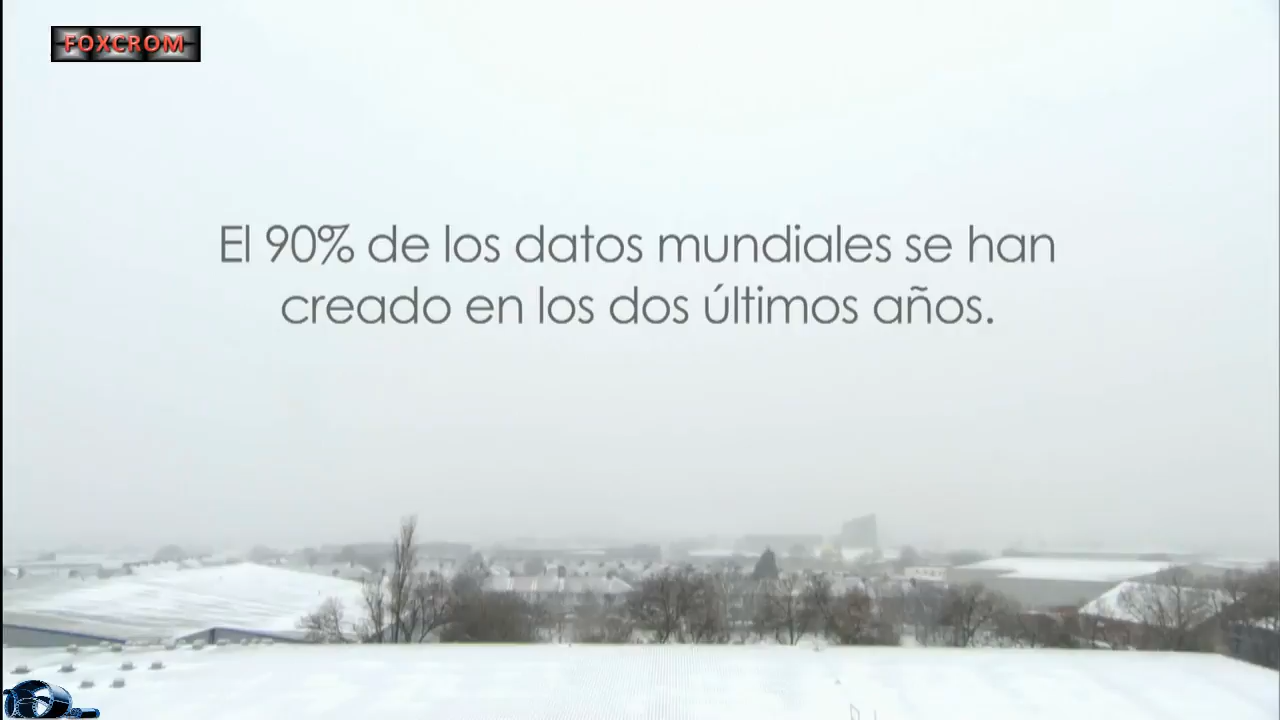 FOXCROM
El 90% de los datos mundiales se han
creado en los dos últimos años.